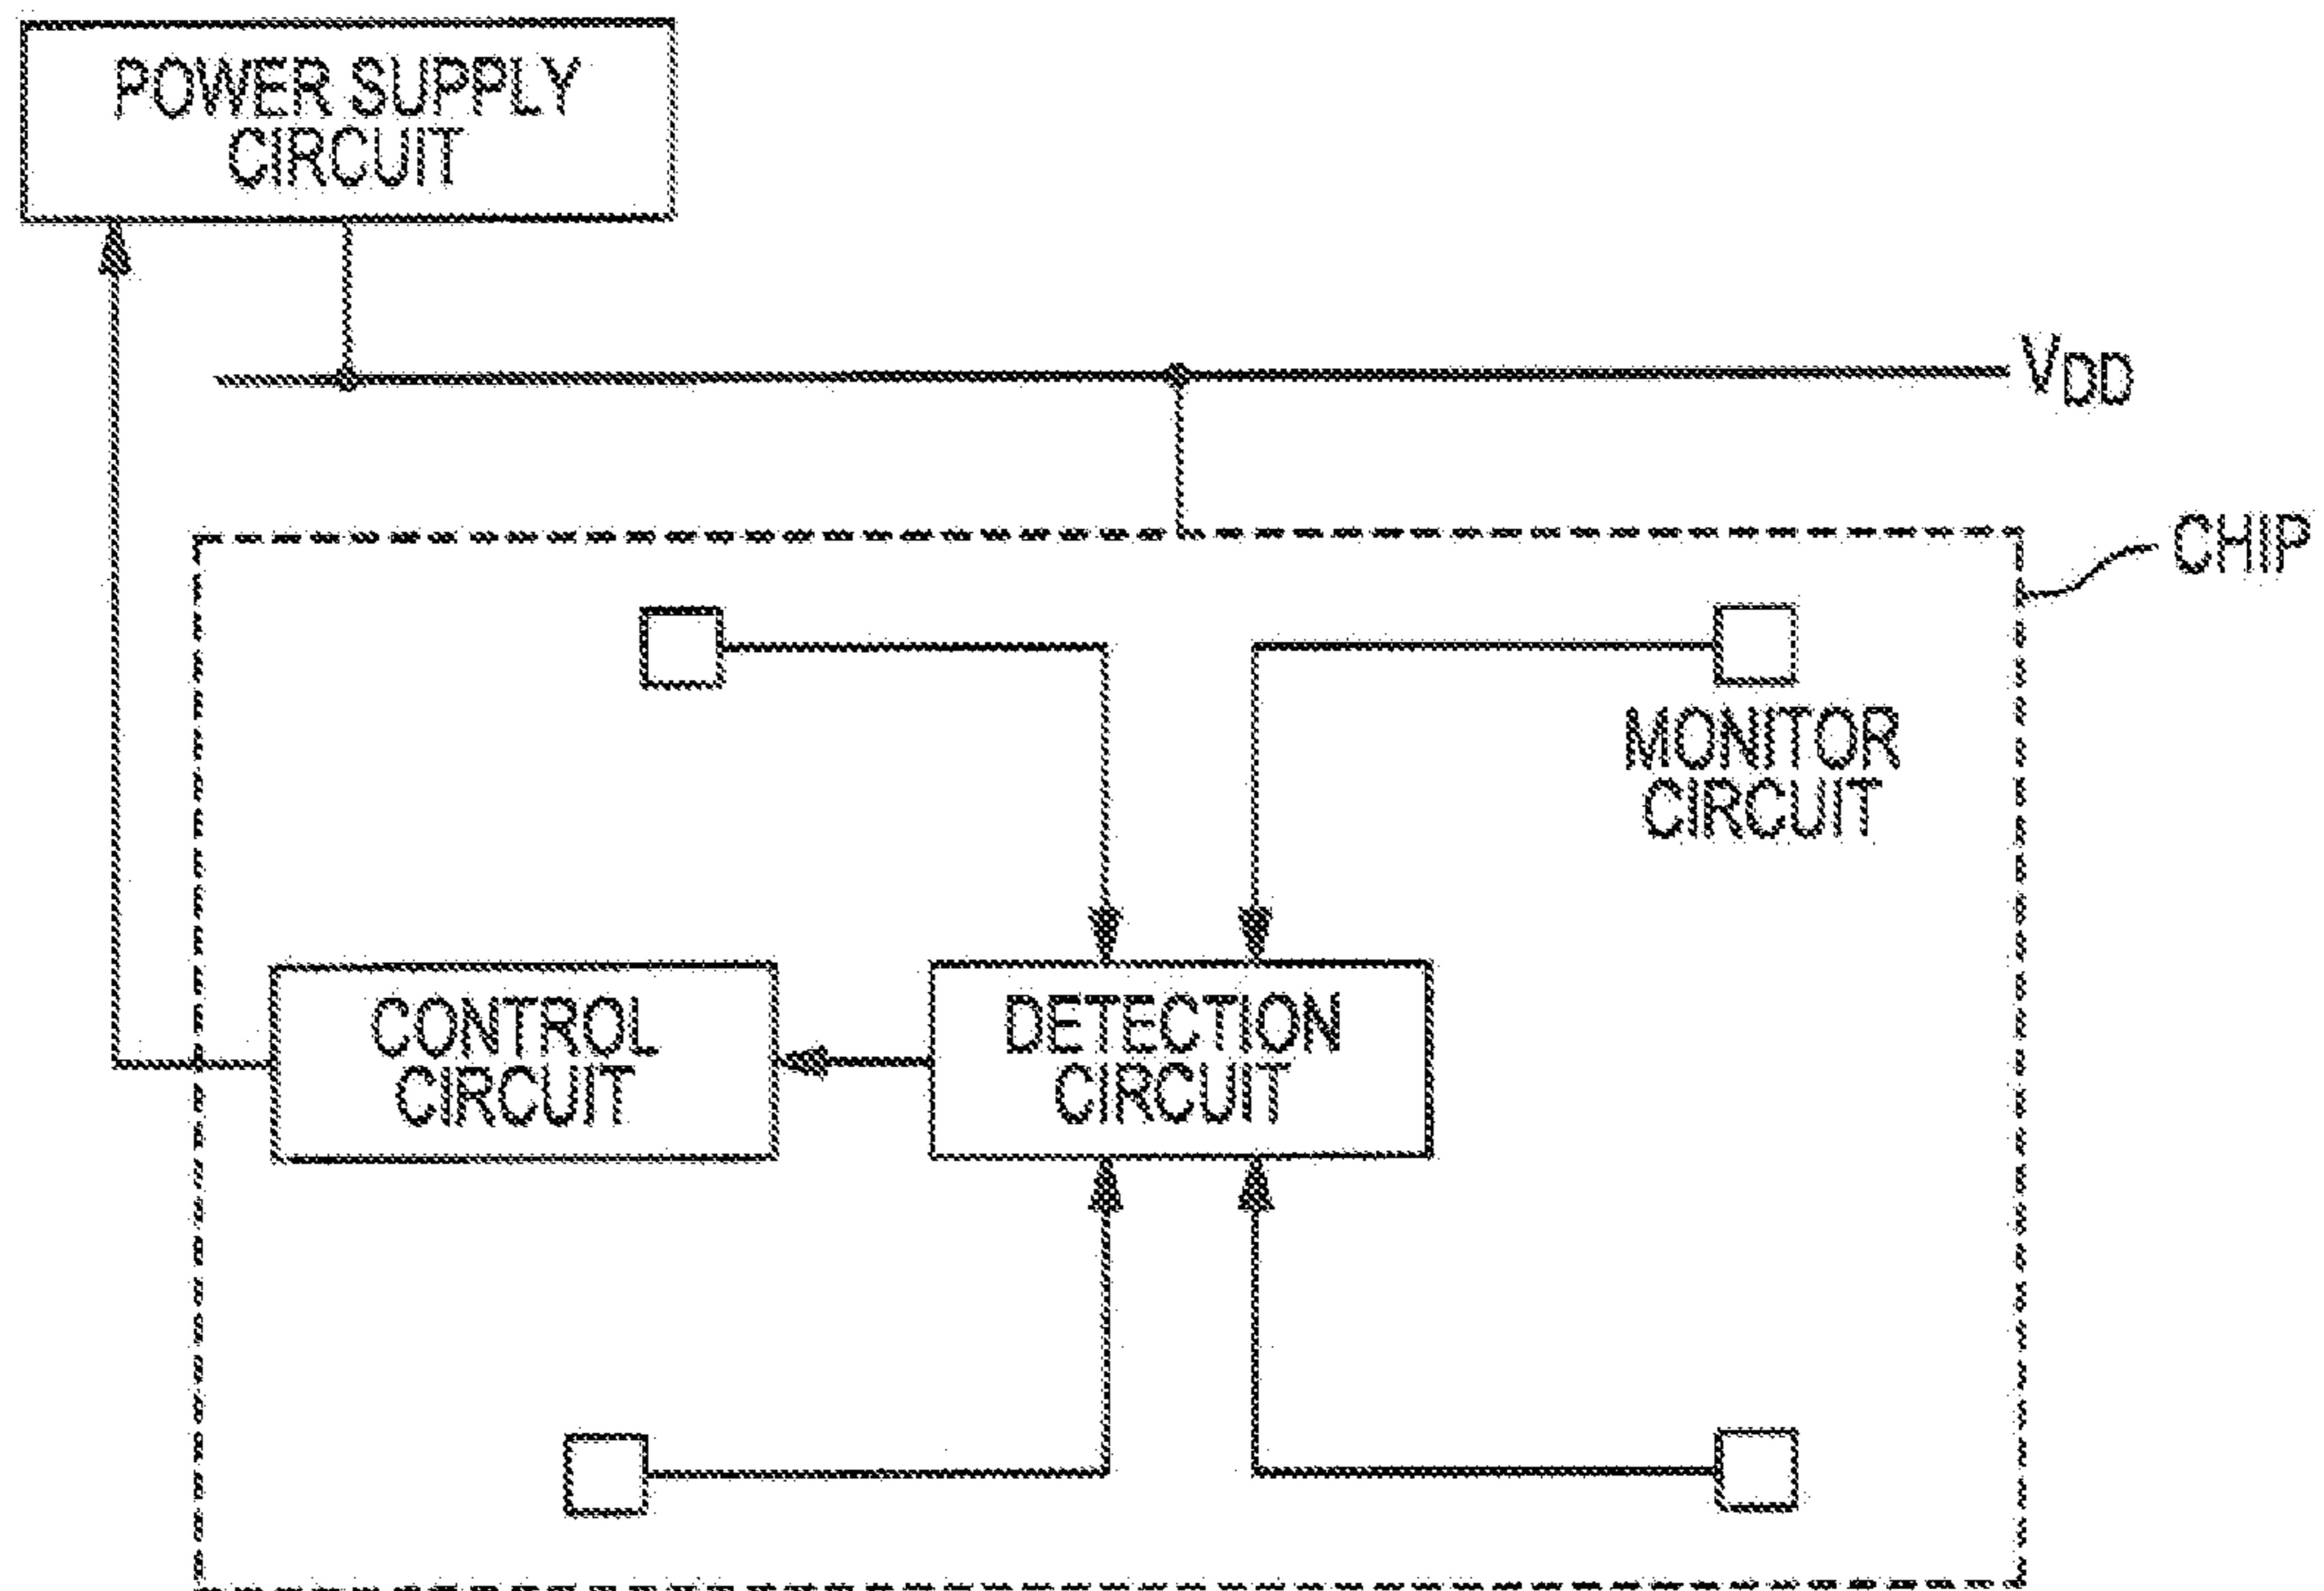 POWER SUPPLY
CIRCUIT
VDD
CHIP
MONITOR
CIRCUIT
CONTROL
CIRCUIT
DETECTION
CIRCUIT